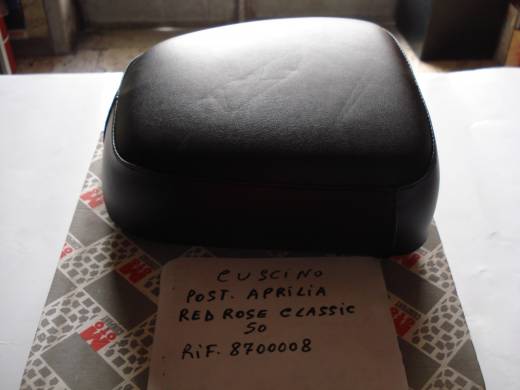 CUSCINO
POST. APRILIA
RED ROSE CLASSIC
50
RIF. 8700008